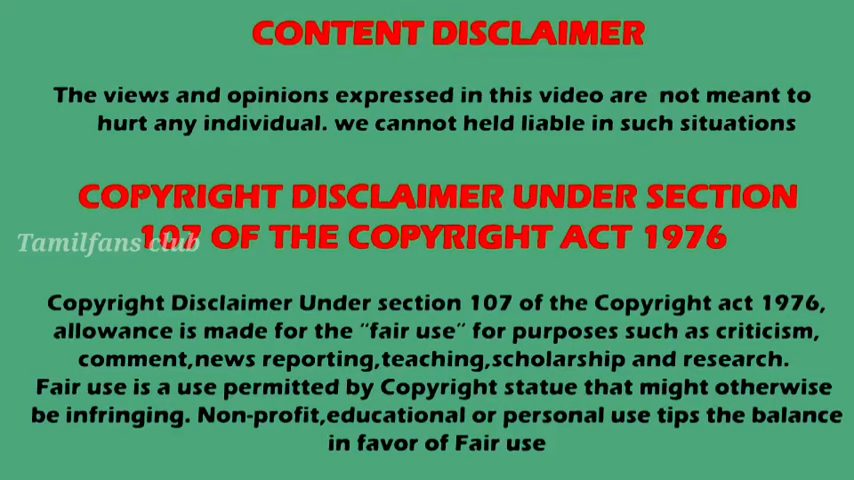 CONTENT DISCLAIMER
The views and opinions expressed in this video are not meant to
hurt any individual. we cannot held liable in such situations
COPYRIGHT DISCLAIMER UNDER SECTION
107 OF THE COPYRIGHT ACT 1976
Tamilfans club
Copyright Disclaimer Under section 107 of the Copyright act 1976,
allowance is made for the "fair use" for purposes such as criticism,
comment,news reporting,teaching,scholarship and research.
Fair use is a use permitted by Copyright statue that might otherwise
be infringing. Non-profit,educational or personal use tips the balance
in favor of Fair use